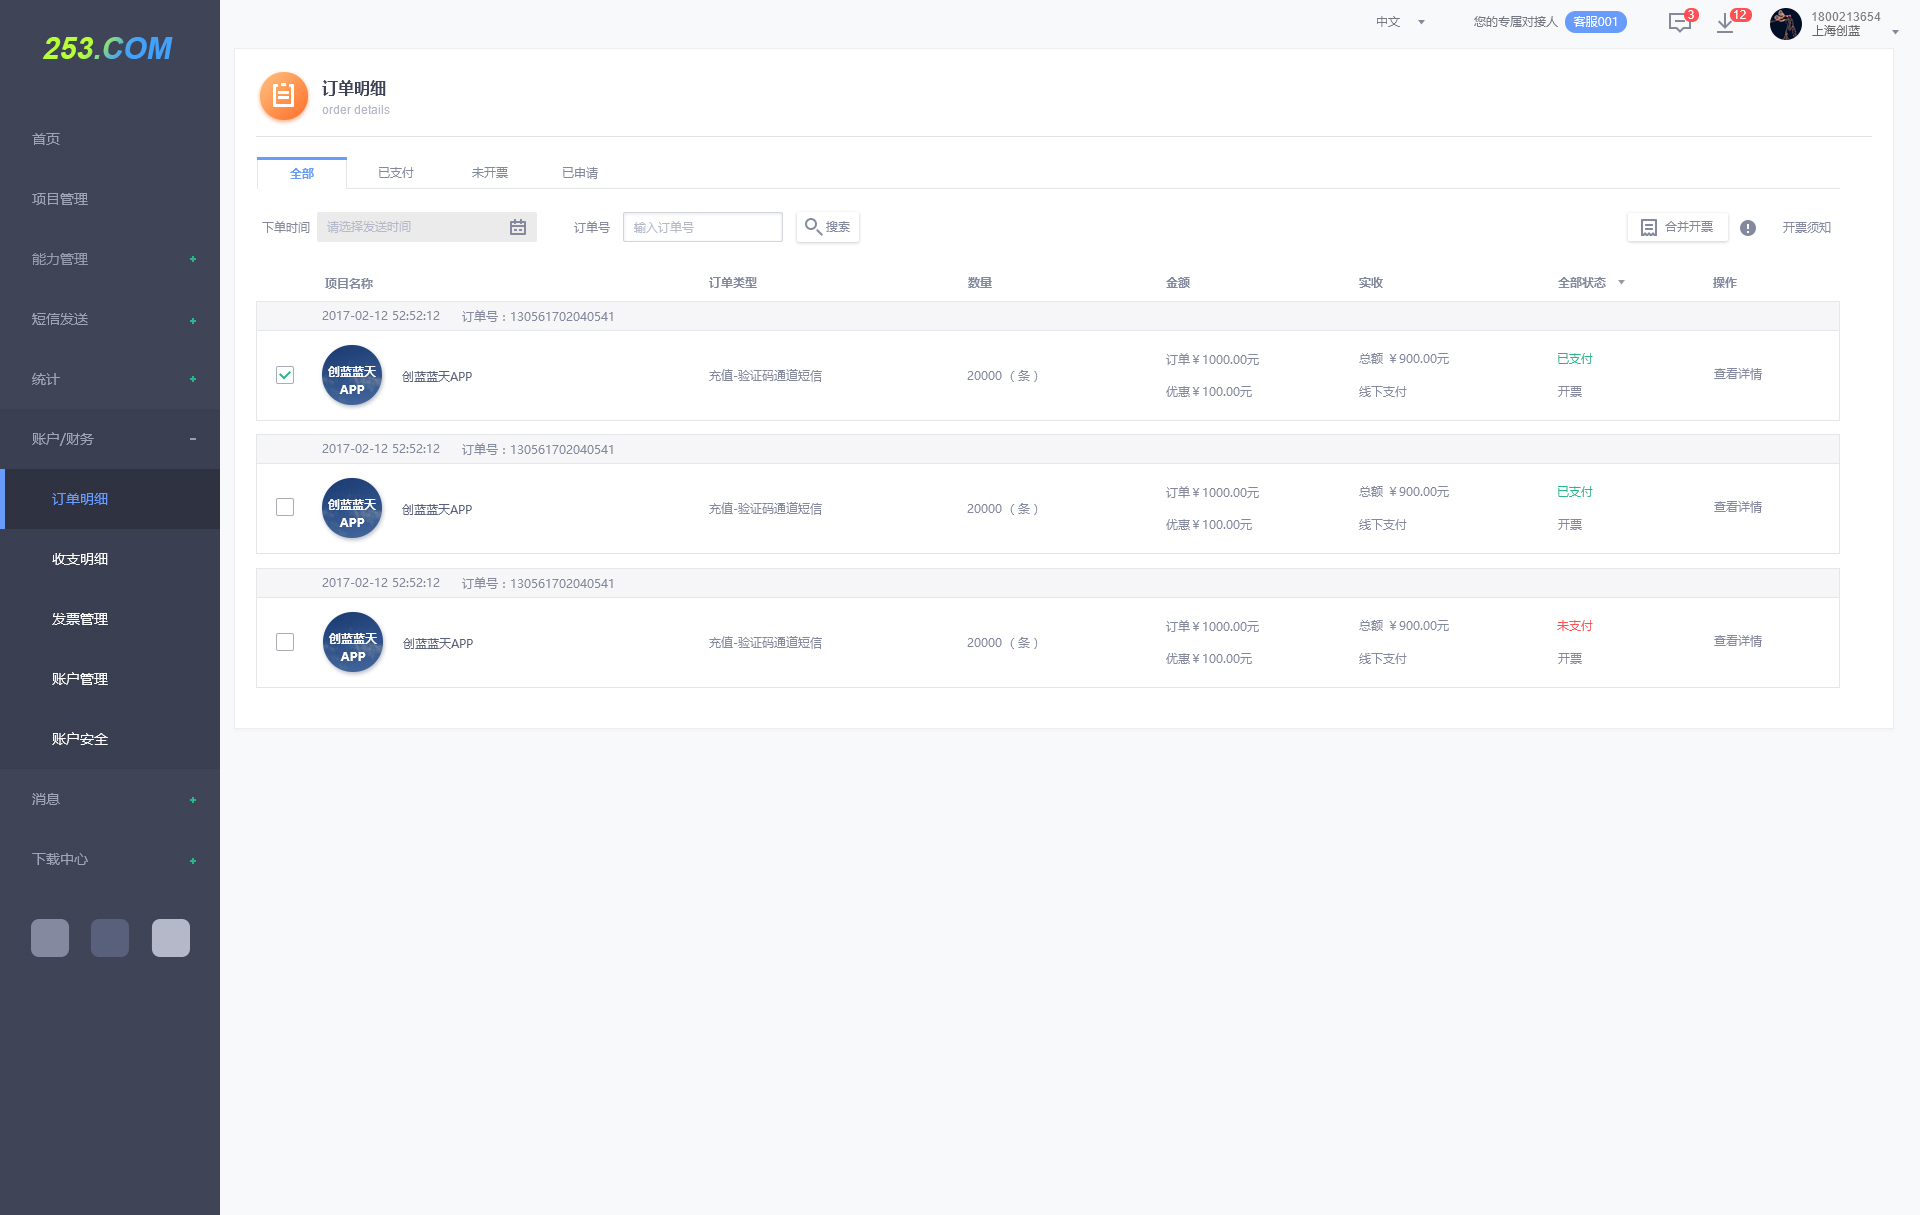 253.COM
首页
项目管理
能力管理 +
短信发送 +
统计 +
账户/财务 -
订单明细
收支明细
发票管理
账户管理
账户安全
消息 +
下载中心 +
中文
您的专属对接人 客服001
3
12
1800213654
上海创蓝
订单明细
order details
全部 已支付 未开票 已申请
下单时间 请选择发送时间 订单号 输入订单号 搜索 合并开票 开票须知
项目名称 订单类型 数量 金额 实收 全部状态 操作
2017-02-12 52:52:12 订单号：130561702040541
创蓝蓝天
APP
创蓝蓝天APP 充值-验证码通道短信 20000 （条）
订单￥1000.00元 总额 ￥900.00元 已支付
优惠￥100.00元 线下支付 开票
查看详情
2017-02-12 52:52:12 订单号：130561702040541
创蓝蓝天
APP
创蓝蓝天APP 充值-验证码通道短信 20000 （条）
订单￥1000.00元 总额 ￥900.00元 已支付
优惠￥100.00元 线下支付 开票
查看详情
2017-02-12 52:52:12 订单号：130561702040541
创蓝蓝天
APP
创蓝蓝天APP 充值-验证码通道短信 20000 （条）
订单￥1000.00元 总额 ￥900.00元 未支付
优惠￥100.00元 线下支付 开票
查看详情